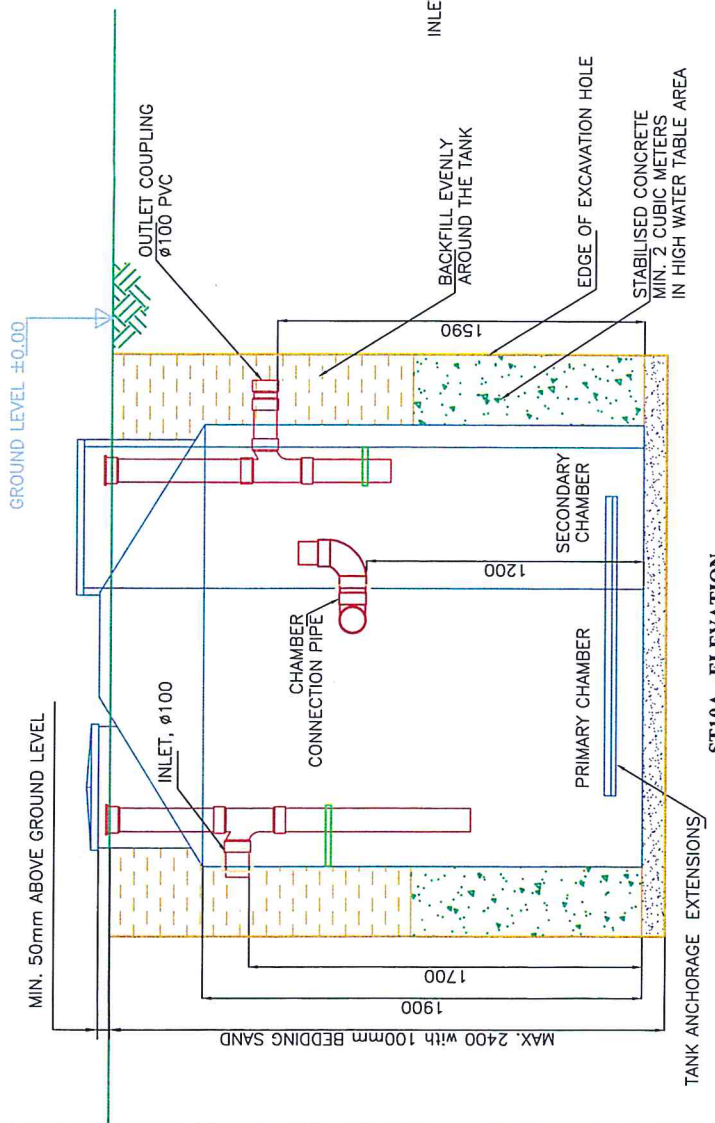 GROUND LEVEL ±0.00
MIN. 50mm ABOVE GROUND LEVEL
INLET, ø100
OUTLET COUPLING
ø100 PVC
CHAMBER
CONNECTION PIPE
BACKFILL EVENLY
AROUND THE TANK
INLE
EDGE OF EXCAVATION HOLE
STABILISED CONCRETE
MIN. 2 CUBIC METERS
IN HIGH WATER TABLE AREA
1590
1200
SECONDARY
CHAMBER
PRIMARY CHAMBER
1700
1900
MAX. 2400 with 100mm BEDDING SAND
TANK ANCHORAGE EXTENSIONS